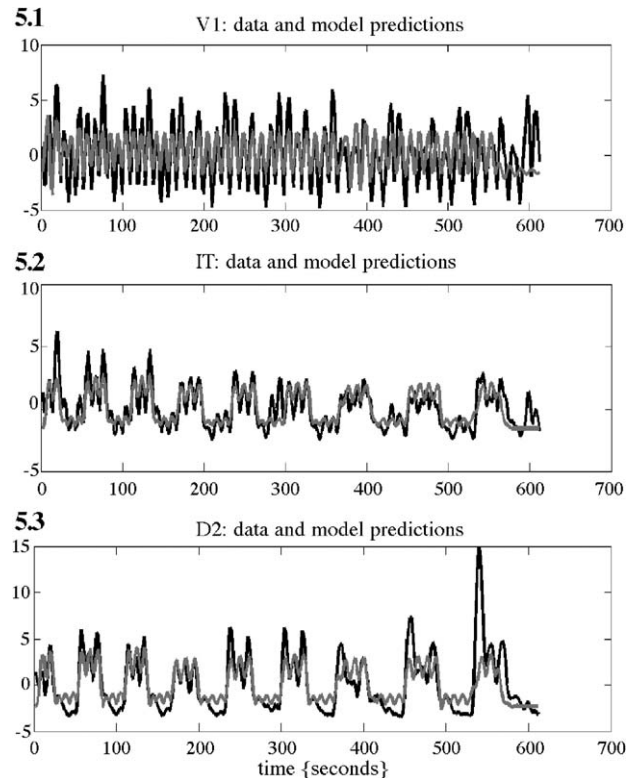 5.1
V1: data and model predictions
10
5
0
-5
0 100 200 300 400 500 600 700
5.2
IT: data and model predictions
10
5
0
-5
0 100 200 300 400 500 600 700
5.3
D2: data and model predictions
15
10
5
0
-5
0 100 200 300 400 500 600 700
time {seconds}